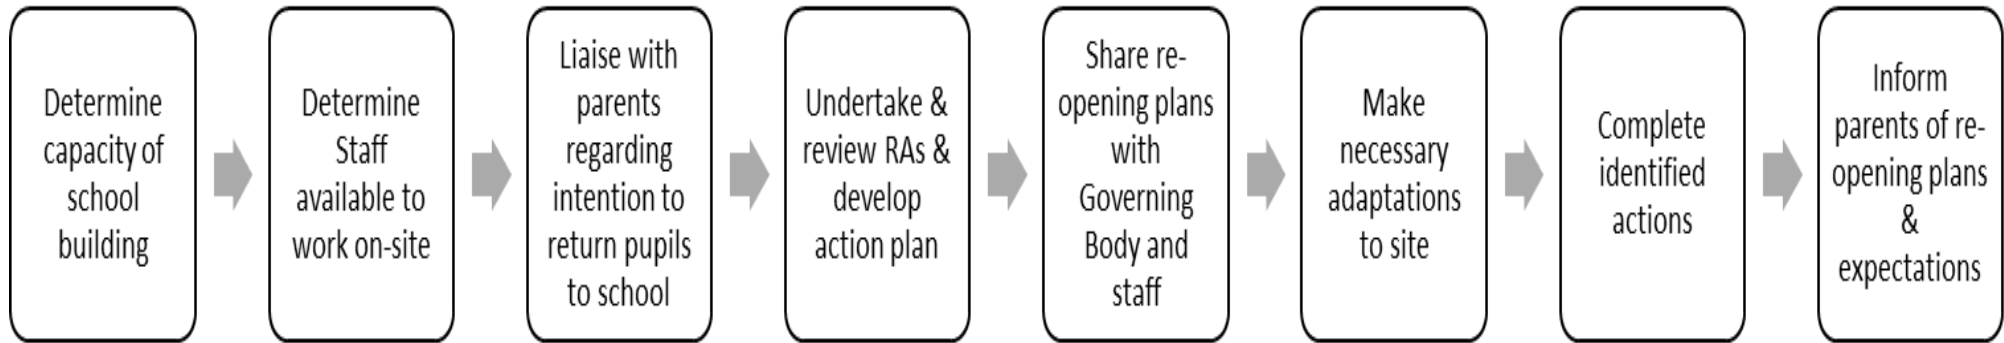 Determine
capacity of
school
building
Determine
Staff
available to
work on-site
Liaise with
parents
regarding
intention to
return pupils
to school
Undertake &
review RAs &
develop
action plan
Share re-
opening plans
with
Governing
Body and
staff
Make
necessary
adaptations
to site
Complete
identified
actions
Inform
parents of re-
opening plans
&
expectations